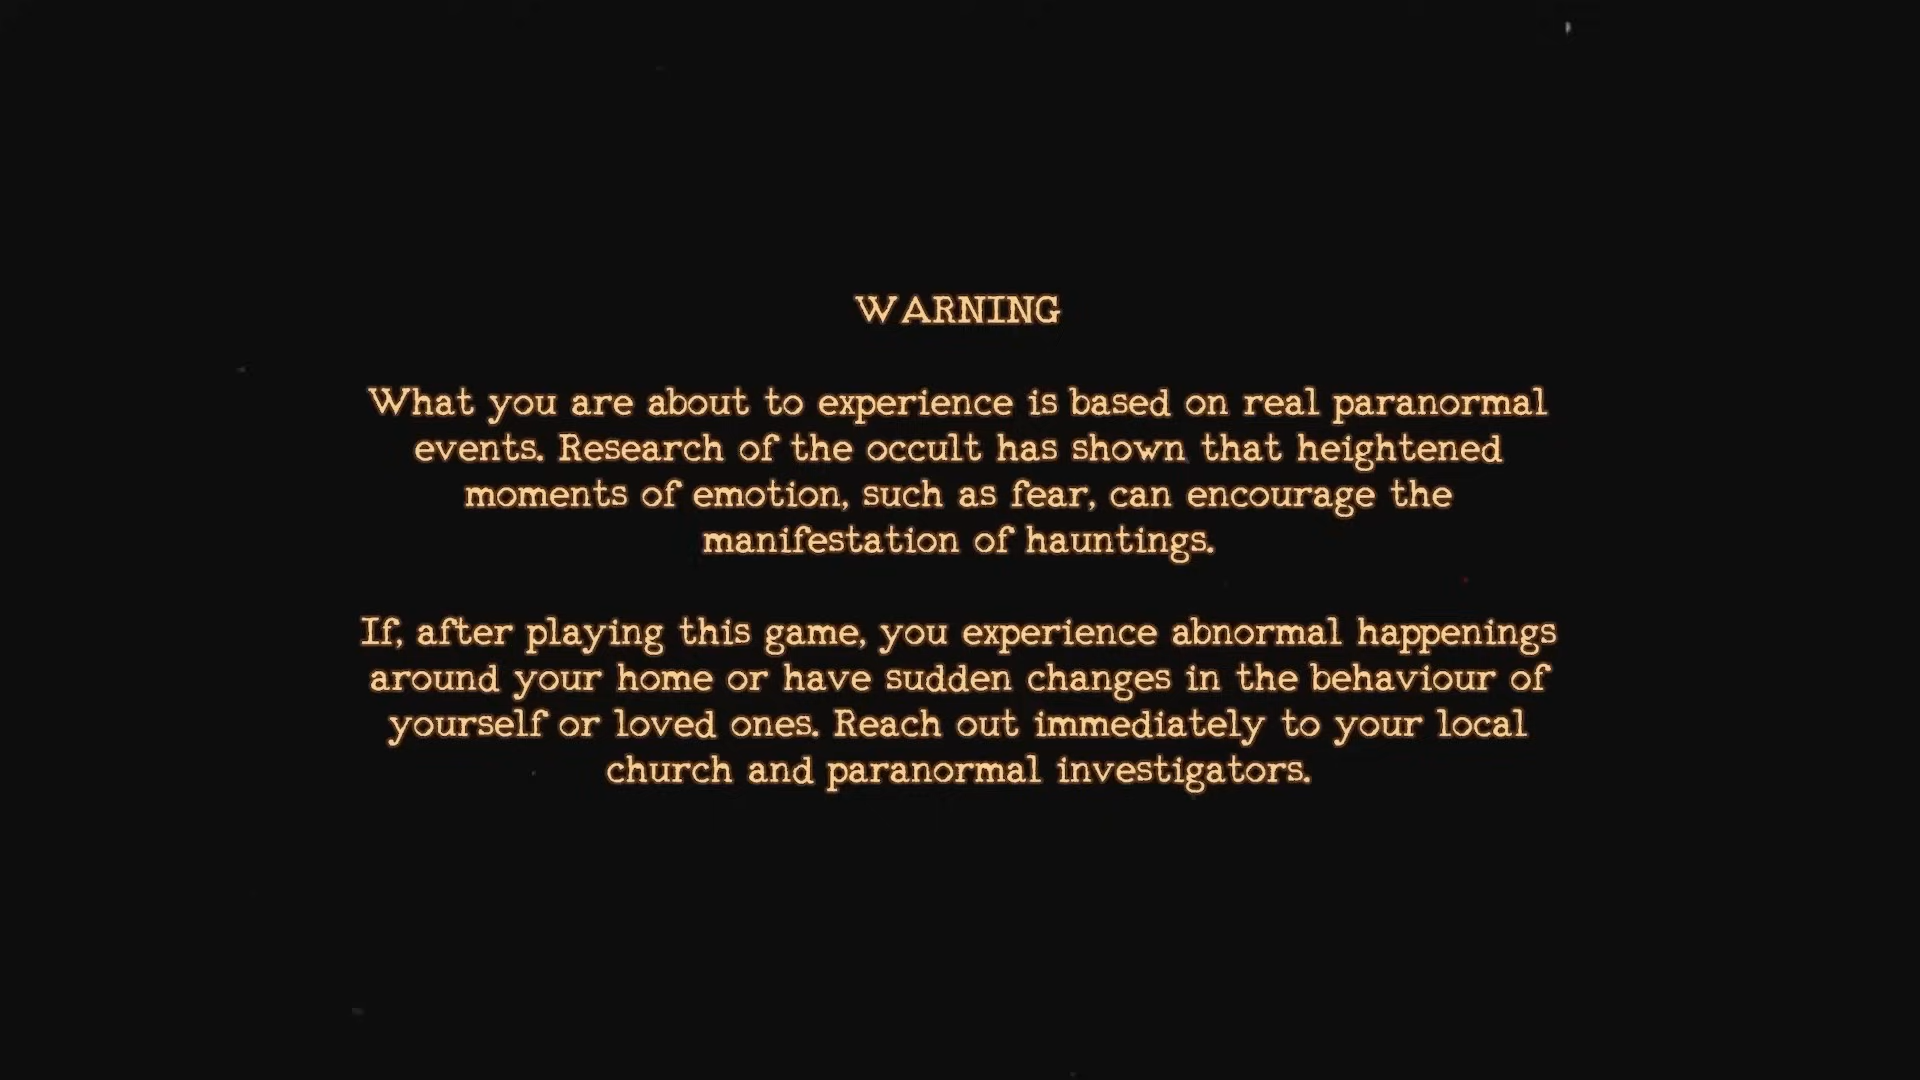 WARNING
What you are about to experience is based on real paranormal
events. Research of the occult has shown that heightened
moments of emotion, such as fear, can encourage the
manifestation of hauntings.
If, after playing this game, you experience abnormal happenings
around your home or have sudden changes in the behaviour of
yourself or loved ones. Reach out immediately to your local
church and paranormal investigators.